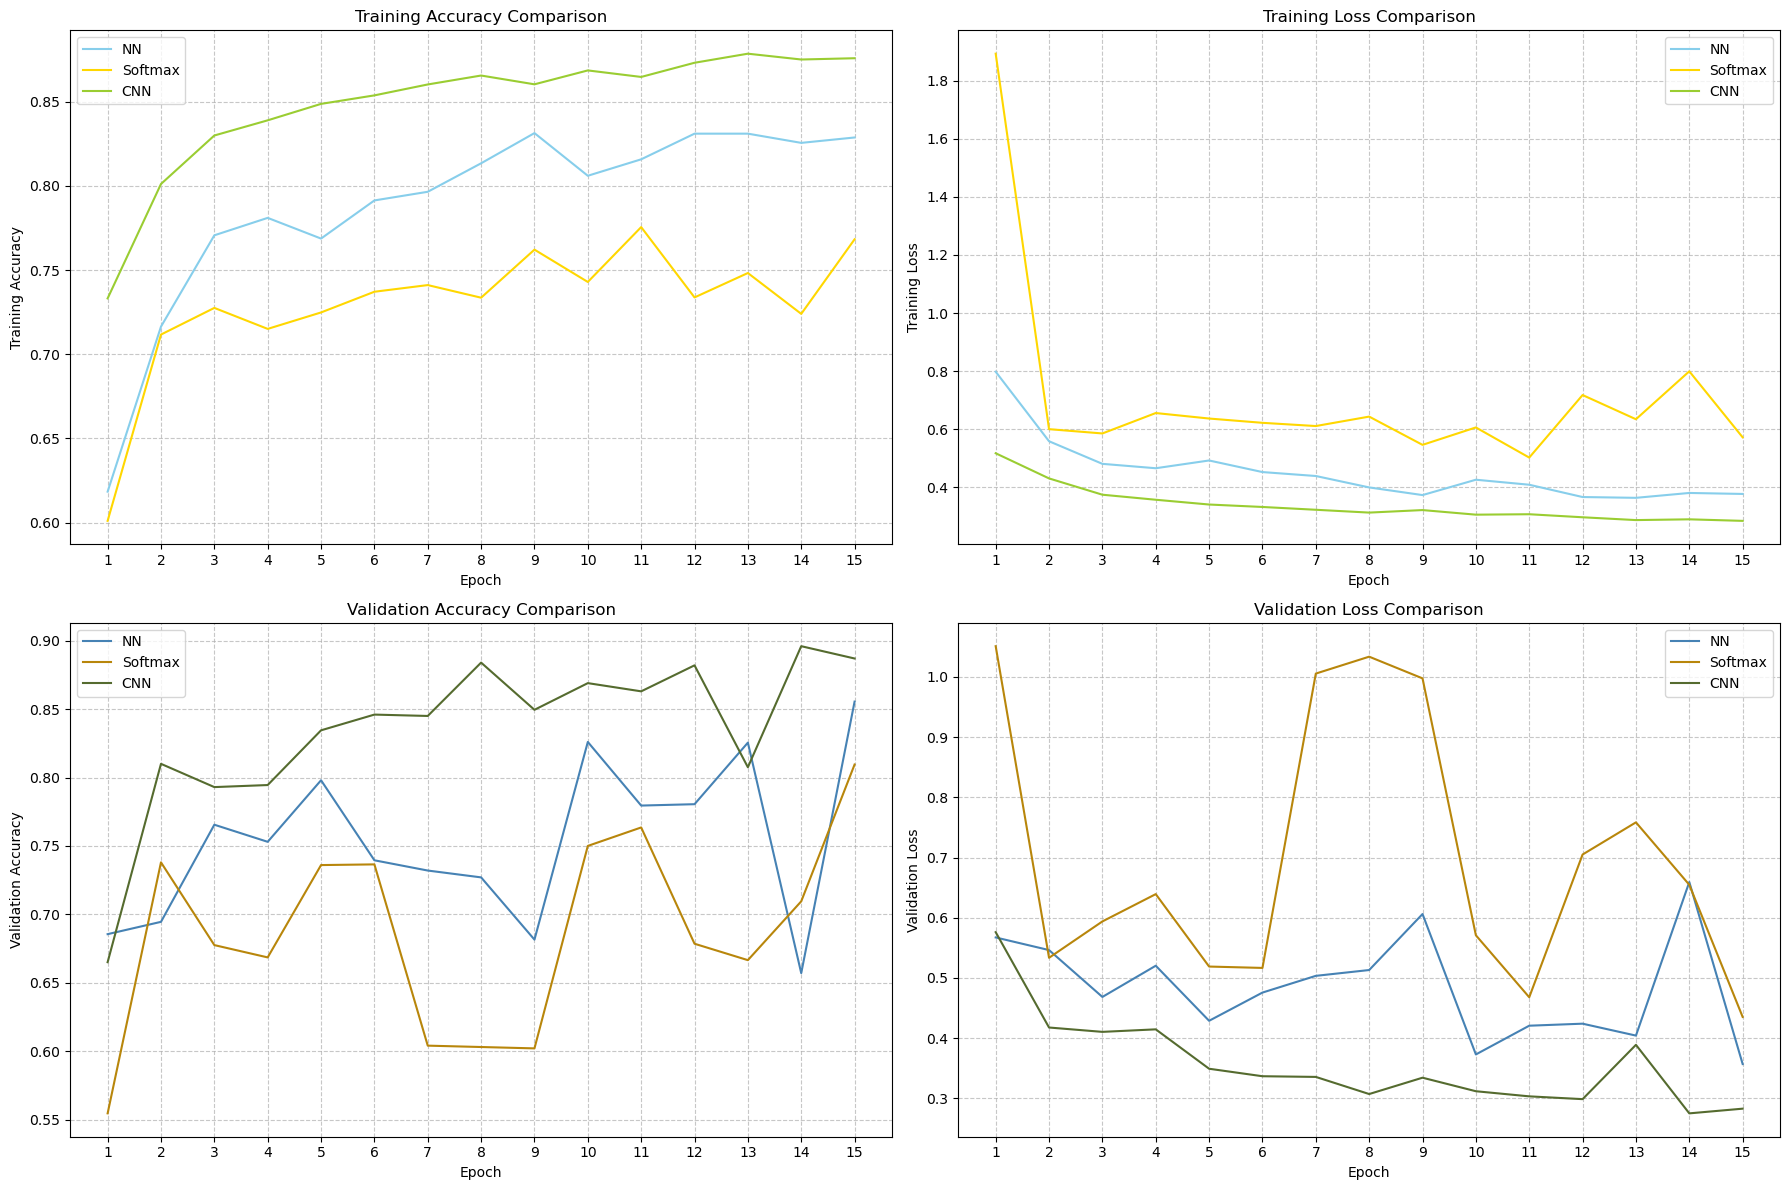 Training Accuracy Comparison
NN
Softmax
CNN
0.85
0.80
0.75
0.70
0.65
0.60
Training Accuracy
1 2 3 4 5 6 7 8 9 10 11 12 13 14 15
Epoch
Training Loss Comparison
NN
Softmax
CNN
1.8
1.6
1.4
1.2
1.0
0.8
0.6
0.4
Training Loss
1 2 3 4 5 6 7 8 9 10 11 12 13 14 15
Epoch
Validation Accuracy Comparison
NN
Softmax
CNN
0.90
0.85
0.80
0.75
0.70
0.65
0.60
0.55
Validation Accuracy
1 2 3 4 5 6 7 8 9 10 11 12 13 14 15
Epoch
Validation Loss Comparison
NN
Softmax
CNN
1.0
0.9
0.8
0.7
0.6
0.5
0.4
0.3
Validation Loss
1 2 3 4 5 6 7 8 9 10 11 12 13 14 15
Epoch